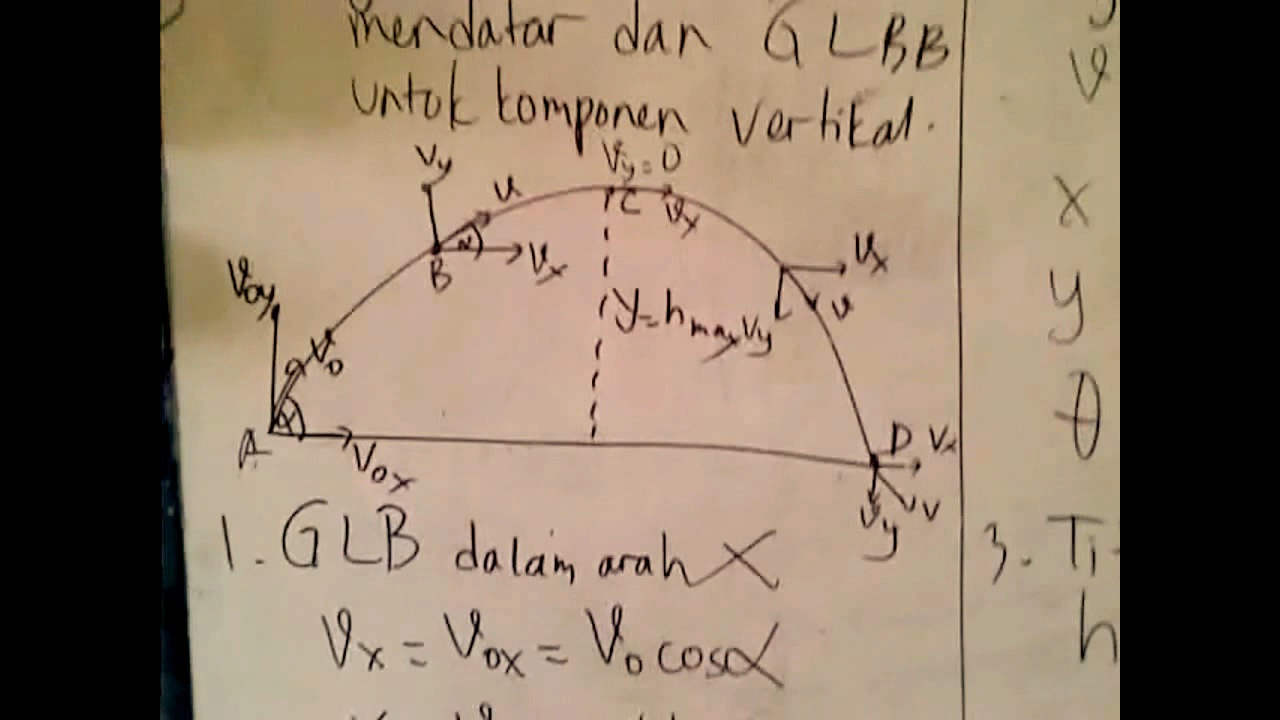 mendatar dan GLBB
untuk komponen vertikal.
Vy
Vy=0
v
C
Vx
B
Vx
Vx
Voy
v
y=hmax
Vy
Vo
α
A
Vox
D
Vx
Vy
V
1. GLB dalam arah X
Vx = Vox = Vo cosα
v
x
y
θ
3. Ti
h